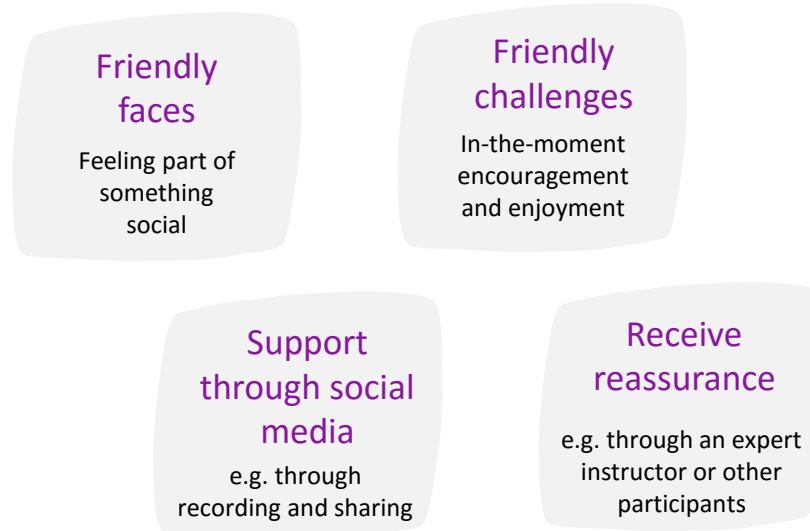 Friendly
faces
Feeling part of
something
social
Friendly
challenges
In-the-moment
encouragement
and enjoyment
Support
through social
media
e.g. through
recording and sharing
Receive
reassurance
e.g. through an expert
instructor or other
participants